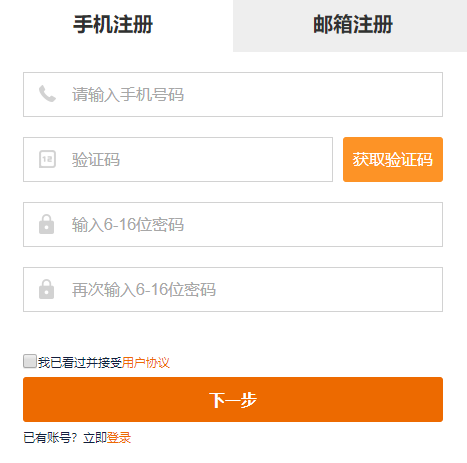 手机注册 邮箱注册
请输入手机号码
验证码 获取验证码
输入6-16位密码
再次输入6-16位密码
我已看过并接受用户协议
下一步
已有账号？立即登录